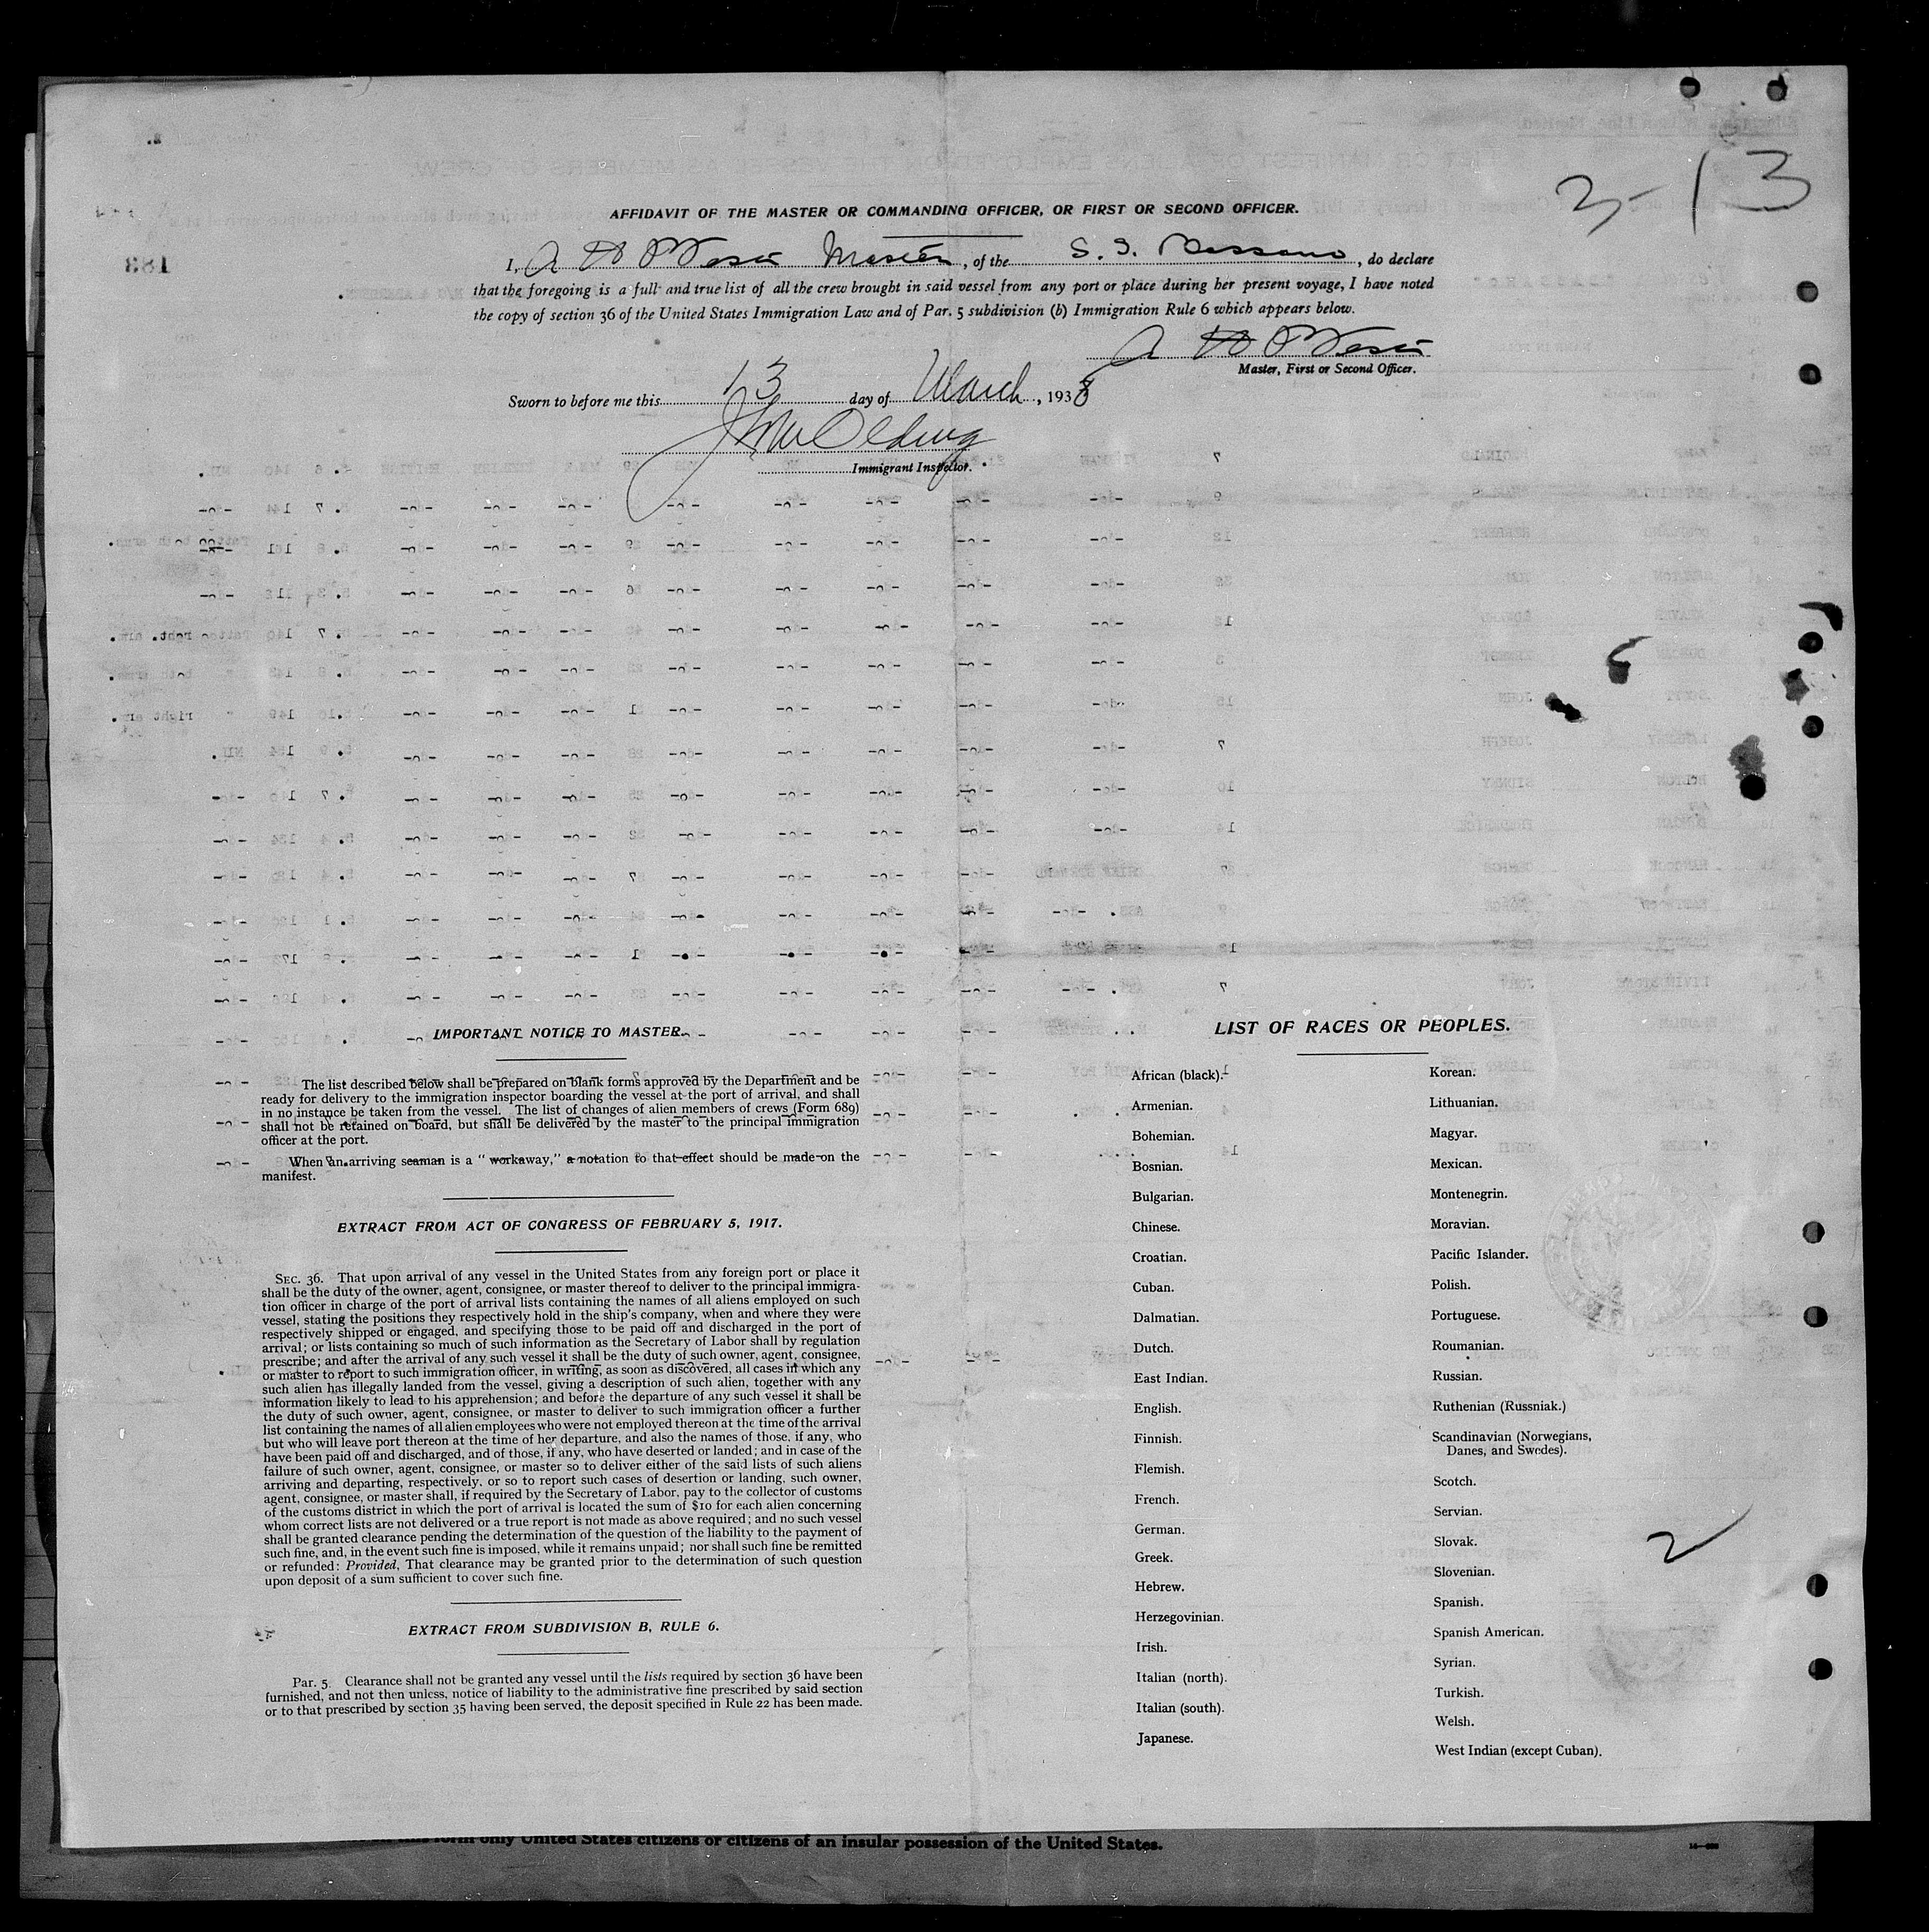 3-13
AFFIDAVIT OF THE MASTER OR COMMANDING OFFICER, OR FIRST OR SECOND OFFICER.
I, A Master, of the S. S. , do declare
that the foregoing is a full and true list of all the crew brought in said vessel from any port or place during her present voyage, I have noted
the copy of section 36 of the United States Immigration Law and of Par. 5 subdivision (b) Immigration Rule 6 which appears below.
A
Master, First or Second Officer.
Sworn to before me this 13 day of March, 1933
Immigrant Inspector.
183
IMPORTANT NOTICE TO MASTER.
The list described below shall be prepared on blank forms approved by the Department and be
ready for delivery to the immigration inspector boarding the vessel at the port of arrival, and shall
in no instance be taken from the vessel. The list of changes of alien members of crews (Form 689)
shall not be retained on board, but shall be delivered by the master to the principal immigration
officer at the port.
When an arriving seaman is a "workaway," a notation to that effect should be made on the
manifest.
EXTRACT FROM ACT OF CONGRESS OF FEBRUARY 5, 1917.
SEC. 36. That upon arrival of any vessel in the United States from any foreign port or place it
shall be the duty of the owner, agent, consignee, or master thereof to deliver to the principal immigra-
tion officer in charge of the port of arrival lists containing the names of all aliens employed on such
vessel, stating the positions they respectively hold in the ship's company, when and where they were
respectively shipped or engaged, and specifying those to be paid off and discharged in the port of
arrival; or lists containing so much of such information as the Secretary of Labor shall by regulation
prescribe; and after the arrival of any such vessel it shall be the duty of such owner, agent, consignee,
or master to report to such immigration officer, in writing, as soon as discovered, all cases in which any
such alien has illegally landed from the vessel, giving a description of such alien, together with any
information likely to lead to his apprehension; and before the departure of any such vessel it shall be
the duty of such owner, agent, consignee, or master to deliver to such immigration officer a further
list containing the names of all alien employees who were not employed thereon at the time of the arrival
but who will leave port thereon at the time of her departure, and also the names of those, if any, who
have been paid off and discharged, and of those, if any, who have deserted or landed; and in case of the
failure of such owner, agent, consignee, or master so to deliver either of the said lists of such aliens
arriving and departing, respectively, or so to report such cases of desertion or landing, such owner,
agent, consignee, or master shall, if required by the Secretary of Labor, pay to the collector of customs
of the customs district in which the port of arrival is located the sum of $10 for each alien concerning
whom correct lists are not delivered or a true report is not made as above required; and no such vessel
shall be granted clearance pending the determination of the question of the liability to the payment of
such fine, and, in the event such fine is imposed, while it remains unpaid; nor shall such fine be remitted
or refunded: Provided, That clearance may be granted prior to the determination of such question
upon deposit of a sum sufficient to cover such fine.
EXTRACT FROM SUBDIVISION B, RULE 6.
Par. 5. Clearance shall not be granted any vessel until the lists required by section 36 have been
furnished, and not then unless, notice of liability to the administrative fine prescribed by said section
or to that prescribed by section 35 having been served, the deposit specified in Rule 22 has been made.
LIST OF RACES OR PEOPLES.
African (black).
Armenian.
Bohemian.
Bosnian.
Bulgarian.
Chinese.
Croatian.
Cuban.
Dalmatian.
Dutch.
East Indian.
English.
Finnish.
Flemish.
French.
German.
Greek.
Hebrew.
Herzegovinian.
Irish.
Italian (north).
Italian (south).
Japanese.
Korean.
Lithuanian.
Magyar.
Mexican.
Montenegrin.
Moravian.
Pacific Islander.
Polish.
Portuguese.
Roumanian.
Russian.
Ruthenian (Russniak.)
Scandinavian (Norwegians,
Danes, and Swedes).
Scotch.
Servian.
Slovak.
Slovenian.
Spanish.
Spanish American.
Syrian.
Turkish.
Welsh.
West Indian (except Cuban).
2
form only United States citizens or citizens of an insular possession of the United States.